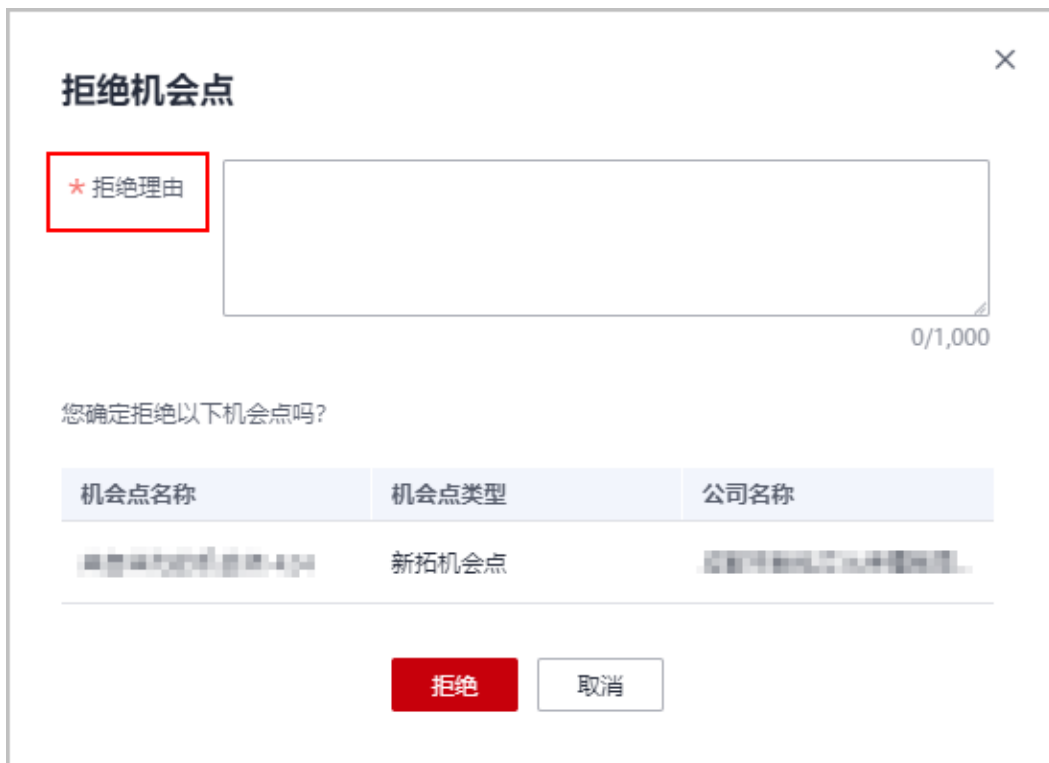 拒绝机会点
* 拒绝理由
0/1,000
您确定拒绝以下机会点吗?
机会点名称 机会点类型 公司名称
新拓机会点
拒绝 取消